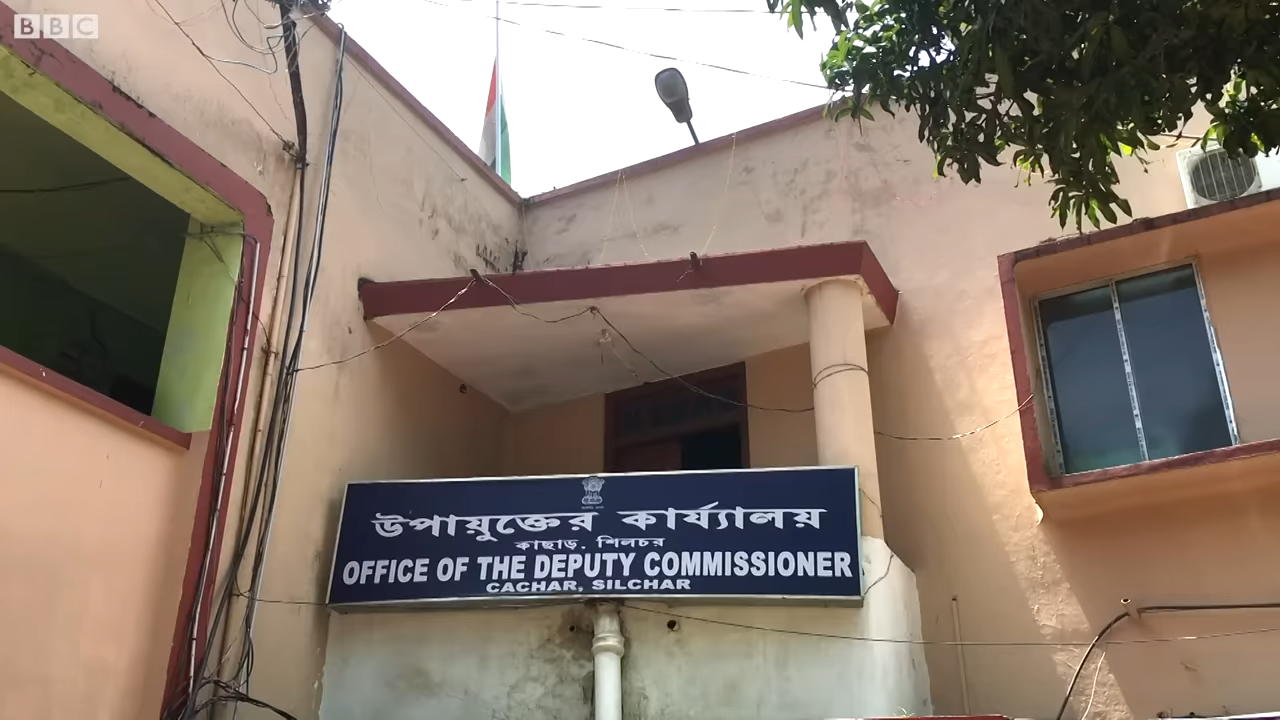 BBC
উপায়ুক্তের কার্য্যালয়
কাছাড়, শিলচর
OFFICE OF THE DEPUTY COMMISSIONER
CACHAR, SILCHAR